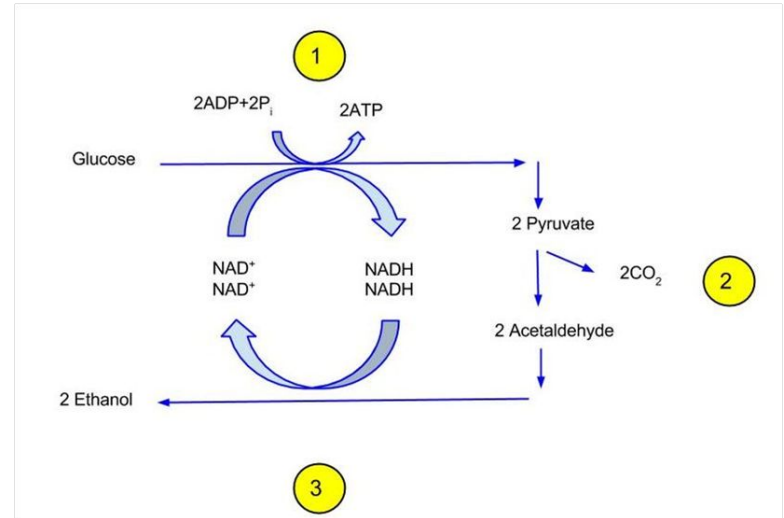 1
2ADP+2Pi
2ATP
Glucose
2 Pyruvate
NAD⁺
NADH
2CO₂
2
NAD⁺
NADH
2 Acetaldehyde
2 Ethanol
3